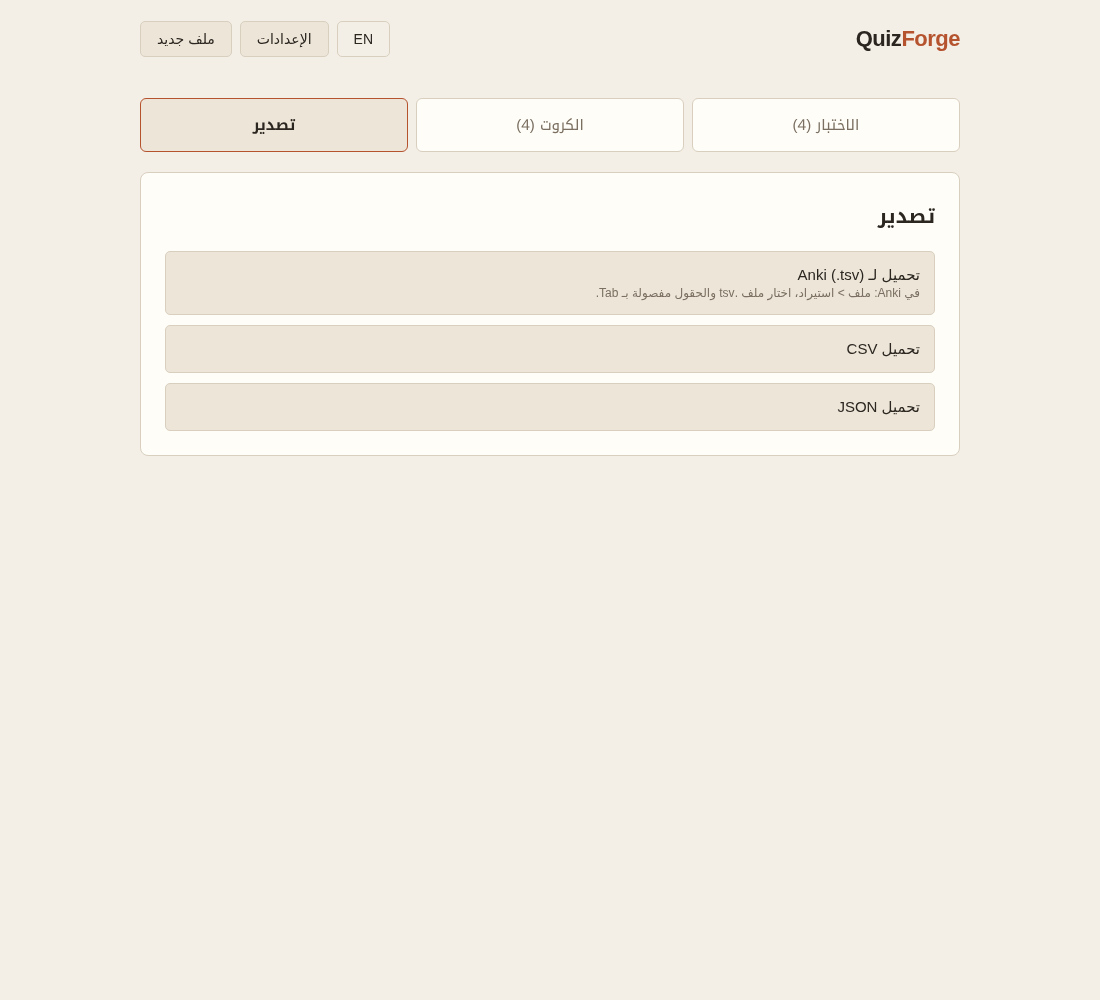 QuizForge
EN
الإعدادات
ملف جديد
الاختبار (4)
الكروت (4)
تصدير
تصدير
تحميل لـ Anki (.tsv)
في Anki: ملف > استيراد، اختار ملف .tsv والحقول مفصولة بـ Tab.
تحميل CSV
تحميل JSON